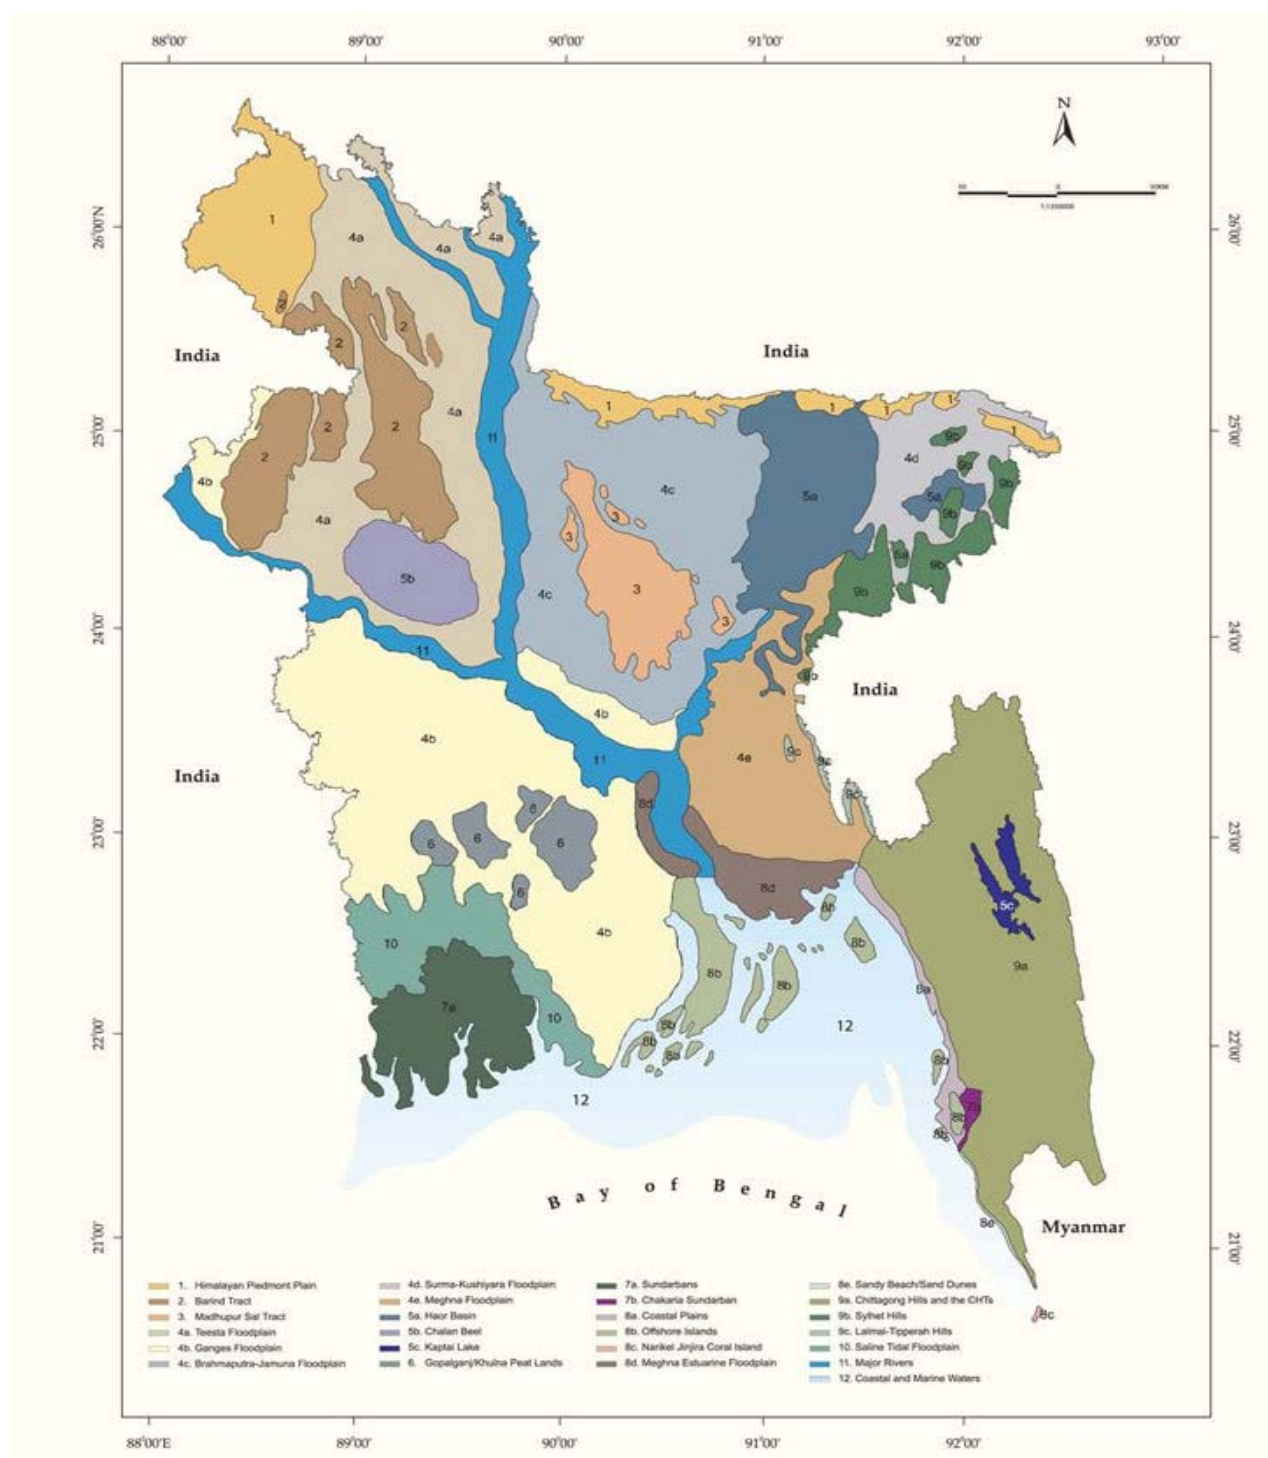 88°00' 89°00' 90°00' 91°00' 92°00' 93°00'
N
1
4a 4a 4a
26°00'N 26°00'
2
2
2
India
India
1 1 1 1 1
4a
2 2 2
11
25°00' 25°00'
4b
4a
5b
4c
3
3
3
3
4c
5a
4d
9b
9b
9b
5a
9b
5a
9b
9b
24°00' 24°00'
11
9b
India
4b
4b
11
4e
9c
9c
9c
India
8d
23°00' 23°00'
6 6 6 6
6
8d
8b
5c
10
4b
8b
8b
8b
9a
7a
10
8a
12
22°00' 22°00'
8b
8b
8b
8b
12
7b
8b
8b
Bay of Bengal
8e
Myanmar
21°00' 21°00'
8c
1. Himalayan Piedmont Plain
2. Barind Tract
3. Madhupur Sal Tract
4a. Teesta Floodplain
4b. Ganges Floodplain
4c. Brahmaputra-Jamuna Floodplain
4d. Surma-Kushiyara Floodplain
4e. Meghna Floodplain
5a. Haor Basin
5b. Chalan Beel
5c. Kaptai Lake
6. Gopalganj/Khulna Peat Lands
7a. Sundarbans
7b. Chakaria Sundarban
8a. Coastal Plains
8b. Offshore Islands
8c. Narikel Jinjira Coral Island
8d. Meghna Estuarine Floodplain
8e. Sandy Beach/Sand Dunes
9a. Chittagong Hills and the CHTs
9b. Sylhet Hills
9c. Lalmai-Tipperah Hills
10. Saline Tidal Floodplain
11. Major Rivers
12. Coastal and Marine Waters
88°00'E 89°00' 90°00' 91°00' 92°00'